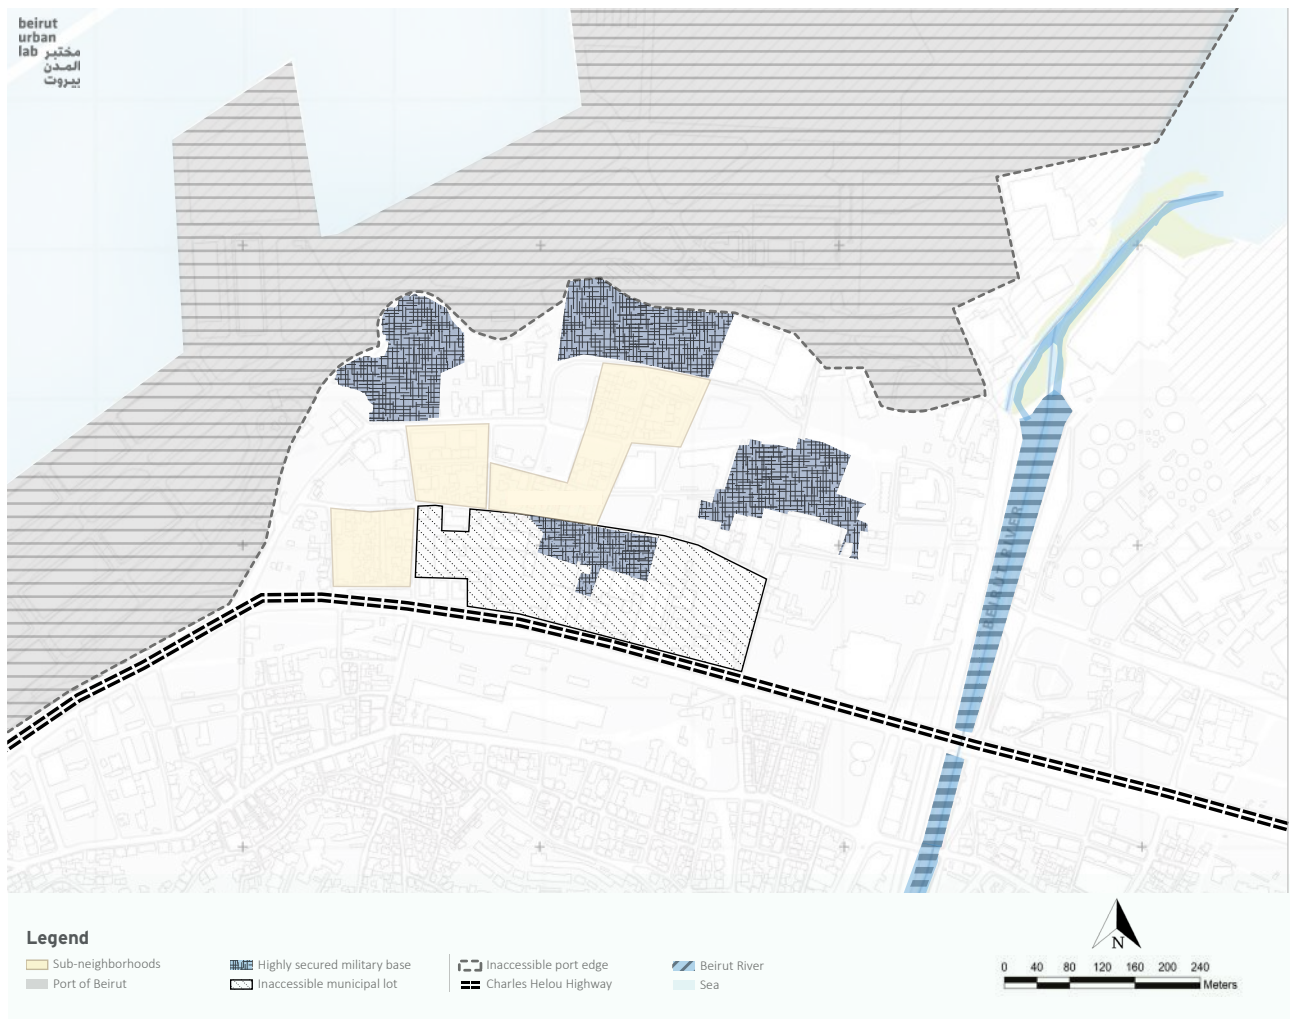 beirut
urban
lab مختبر
المدن
بيروت
BEIRUT RIVER
Legend
Sub-neighborhoods
Port of Beirut
Highly secured military base
Inaccessible municipal lot
Inaccessible port edge
Charles Helou Highway
Beirut River
Sea
N
0 40 80 120 160 200 240
Meters